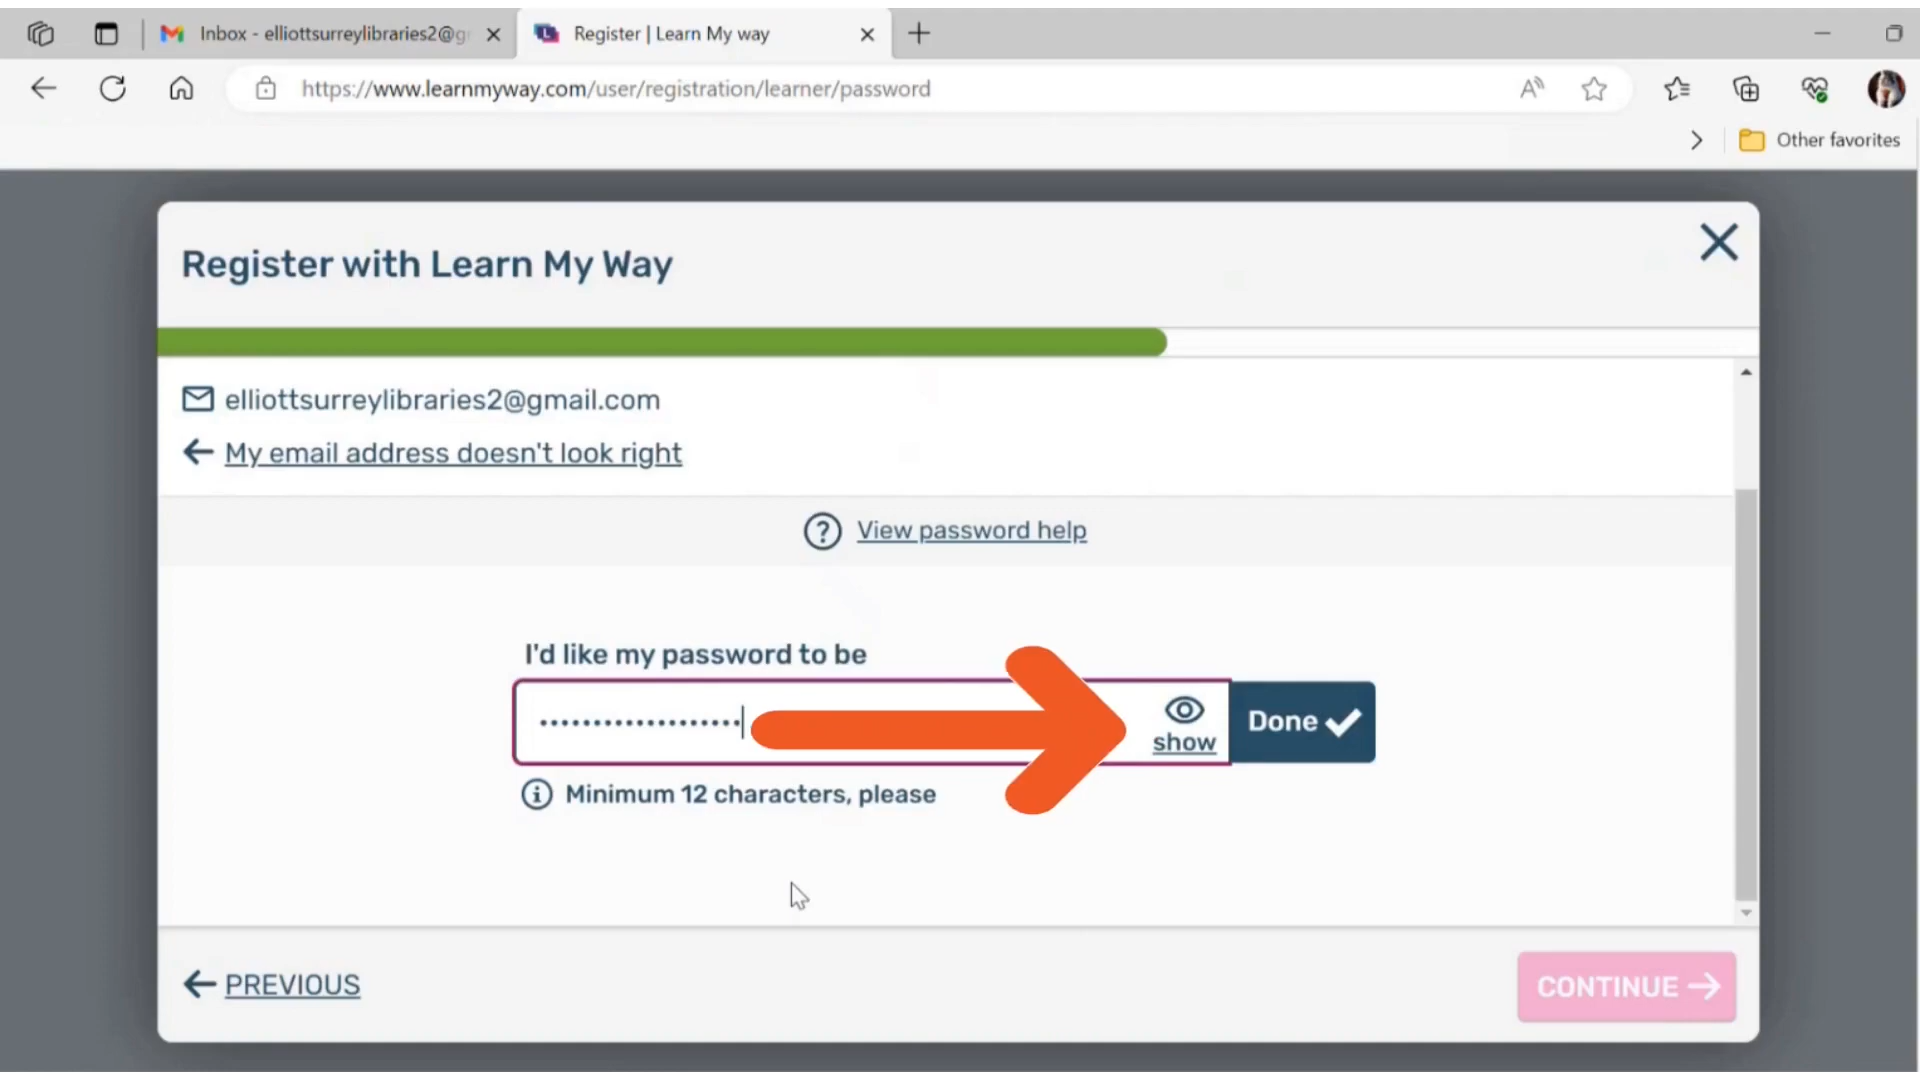 Inbox - elliottsurreylibraries2@g
Register | Learn My way
https://www.learnmyway.com/user/registration/learner/password
Other favorites
Register with Learn My Way
elliottsurreylibraries2@gmail.com
My email address doesn't look right
View password help
I'd like my password to be
show
Done
Minimum 12 characters, please
PREVIOUS
CONTINUE